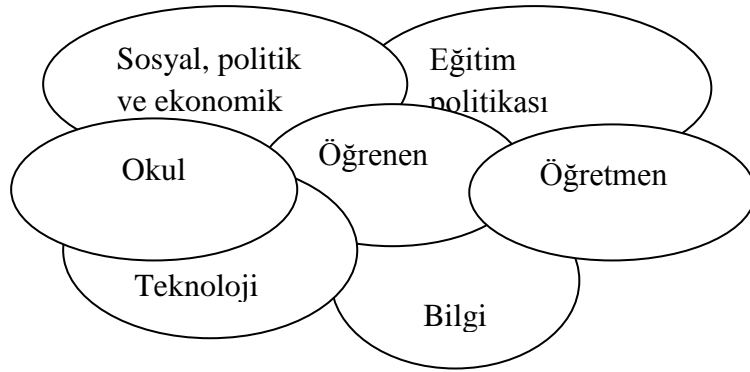 Sosyal, politik
ve ekonomik
Eğitim
politikası
Okul
Öğrenen
Öğretmen
Teknoloji
Bilgi